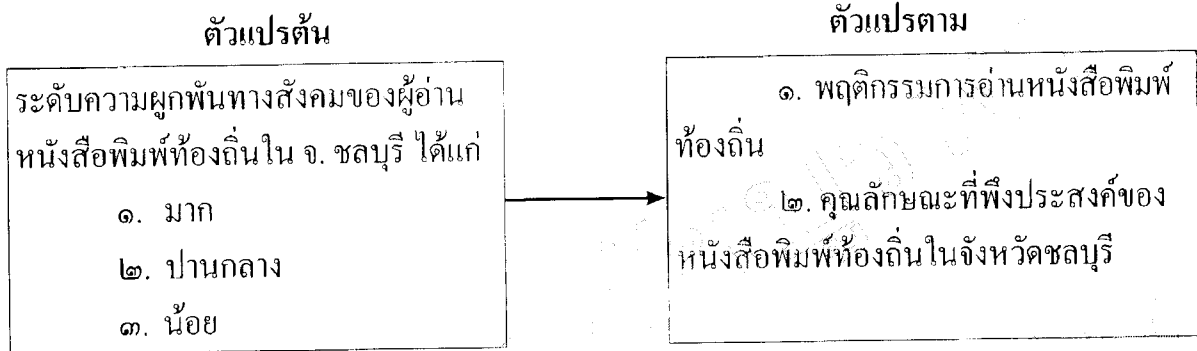 ตัวแปรต้น
ระดับความผูกพันทางสังคมของผู้อ่าน
หนังสือพิมพ์ท้องถิ่นใน จ. ชลบุรี ได้แก่
๑. มาก
๒. ปานกลาง
๓. น้อย
ตัวแปรตาม
๑. พฤติกรรมการอ่านหนังสือพิมพ์
ท้องถิ่น
๒. คุณลักษณะที่พึงประสงค์ของ
หนังสือพิมพ์ท้องถิ่นในจังหวัดชลบุรี